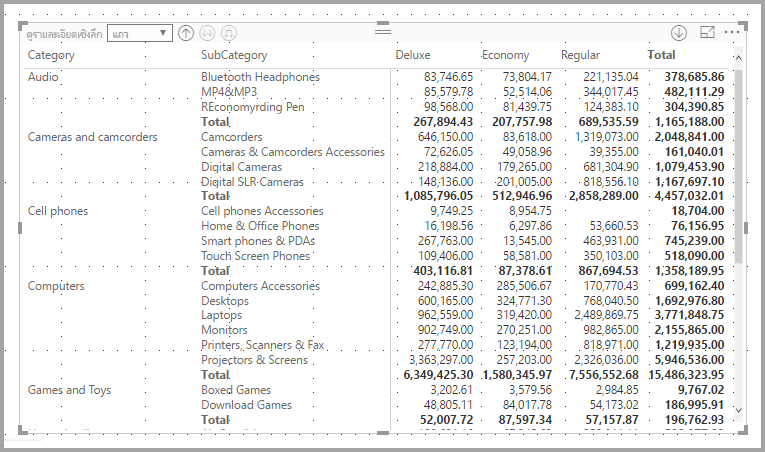 ดูรายละเอียดเชิงลึก แถว
Category SubCategory Deluxe Economy Regular Total
Audio Bluetooth Headphones 83,746.65 73,804.17 221,135.04 378,685.86
MP4&MP3 85,579.78 52,514.06 344,017.45 482,111.29
REconomyrding Pen 98,568.00 81,439.75 124,383.10 304,390.85
Total 267,894.43 207,757.98 689,535.59 1,165,188.00
Cameras and camcorders Camcorders 646,150.00 83,618.00 1,319,073.00 2,048,841.00
Cameras & Camcorders Accessories 72,626.05 49,058.96 39,355.00 161,040.01
Digital Cameras 218,884.00 179,265.00 681,304.90 1,079,453.90
Digital SLR Cameras 148,136.00 201,005.00 818,556.10 1,167,697.10
Total 1,085,796.05 512,946.96 2,858,289.00 4,457,032.01
Cell phones Cell phones Accessories 9,749.25 8,954.75 18,704.00
Home & Office Phones 16,198.56 6,297.86 53,660.53 76,156.95
Smart phones & PDAs 267,763.00 13,545.00 463,931.00 745,239.00
Touch Screen Phones 109,406.00 58,581.00 350,103.00 518,090.00
Total 403,116.81 87,378.61 867,694.53 1,358,189.95
Computers Computers Accessories 242,885.30 285,506.67 170,770.43 699,162.40
Desktops 600,165.00 324,771.30 768,040.50 1,692,976.80
Laptops 962,559.00 319,420.00 2,489,869.75 3,771,848.75
Monitors 902,749.00 270,251.00 982,865.00 2,155,865.00
Printers, Scanners & Fax 277,770.00 123,194.00 818,971.00 1,219,935.00
Projectors & Screens 3,363,297.00 257,203.00 2,326,036.00 5,946,536.00
Total 6,349,425.30 1,580,345.97 7,556,552.68 15,486,323.95
Games and Toys Boxed Games 3,202.61 3,579.56 2,984.85 9,767.02
Download Games 48,805.11 84,017.78 54,173.02 186,995.91
Total 52,007.72 87,597.34 57,157.87 196,762.93